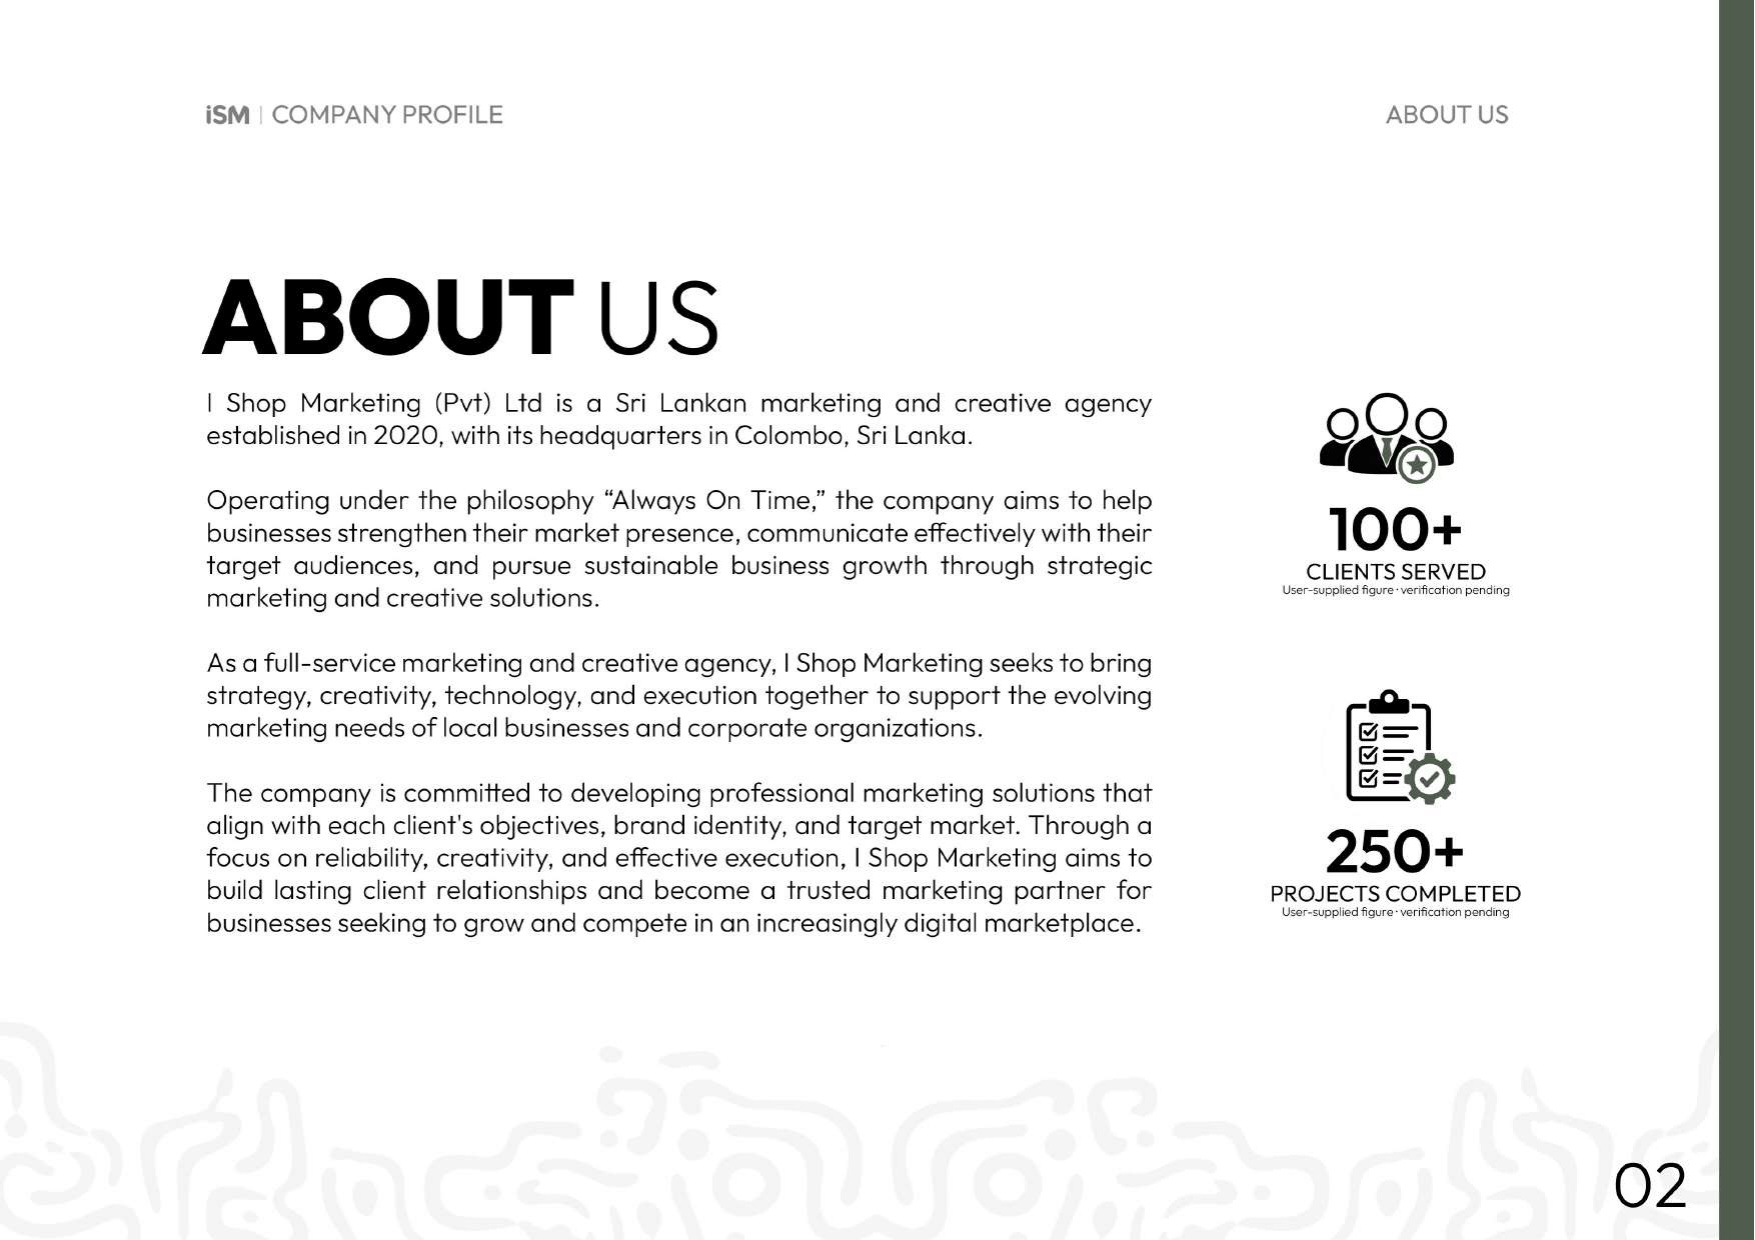 iSM | COMPANY PROFILE
ABOUT US
ABOUT US
I Shop Marketing (Pvt) Ltd is a Sri Lankan marketing and creative agency
established in 2020, with its headquarters in Colombo, Sri Lanka.
Operating under the philosophy “Always On Time,” the company aims to help
businesses strengthen their market presence, communicate effectively with their
target audiences, and pursue sustainable business growth through strategic
marketing and creative solutions.
As a full-service marketing and creative agency, I Shop Marketing seeks to bring
strategy, creativity, technology, and execution together to support the evolving
marketing needs of local businesses and corporate organizations.
The company is committed to developing professional marketing solutions that
align with each client's objectives, brand identity, and target market. Through a
focus on reliability, creativity, and effective execution, I Shop Marketing aims to
build lasting client relationships and become a trusted marketing partner for
businesses seeking to grow and compete in an increasingly digital marketplace.
100+
CLIENTS SERVED
User-supplied figure · verification pending
250+
PROJECTS COMPLETED
User-supplied figure · verification pending
02